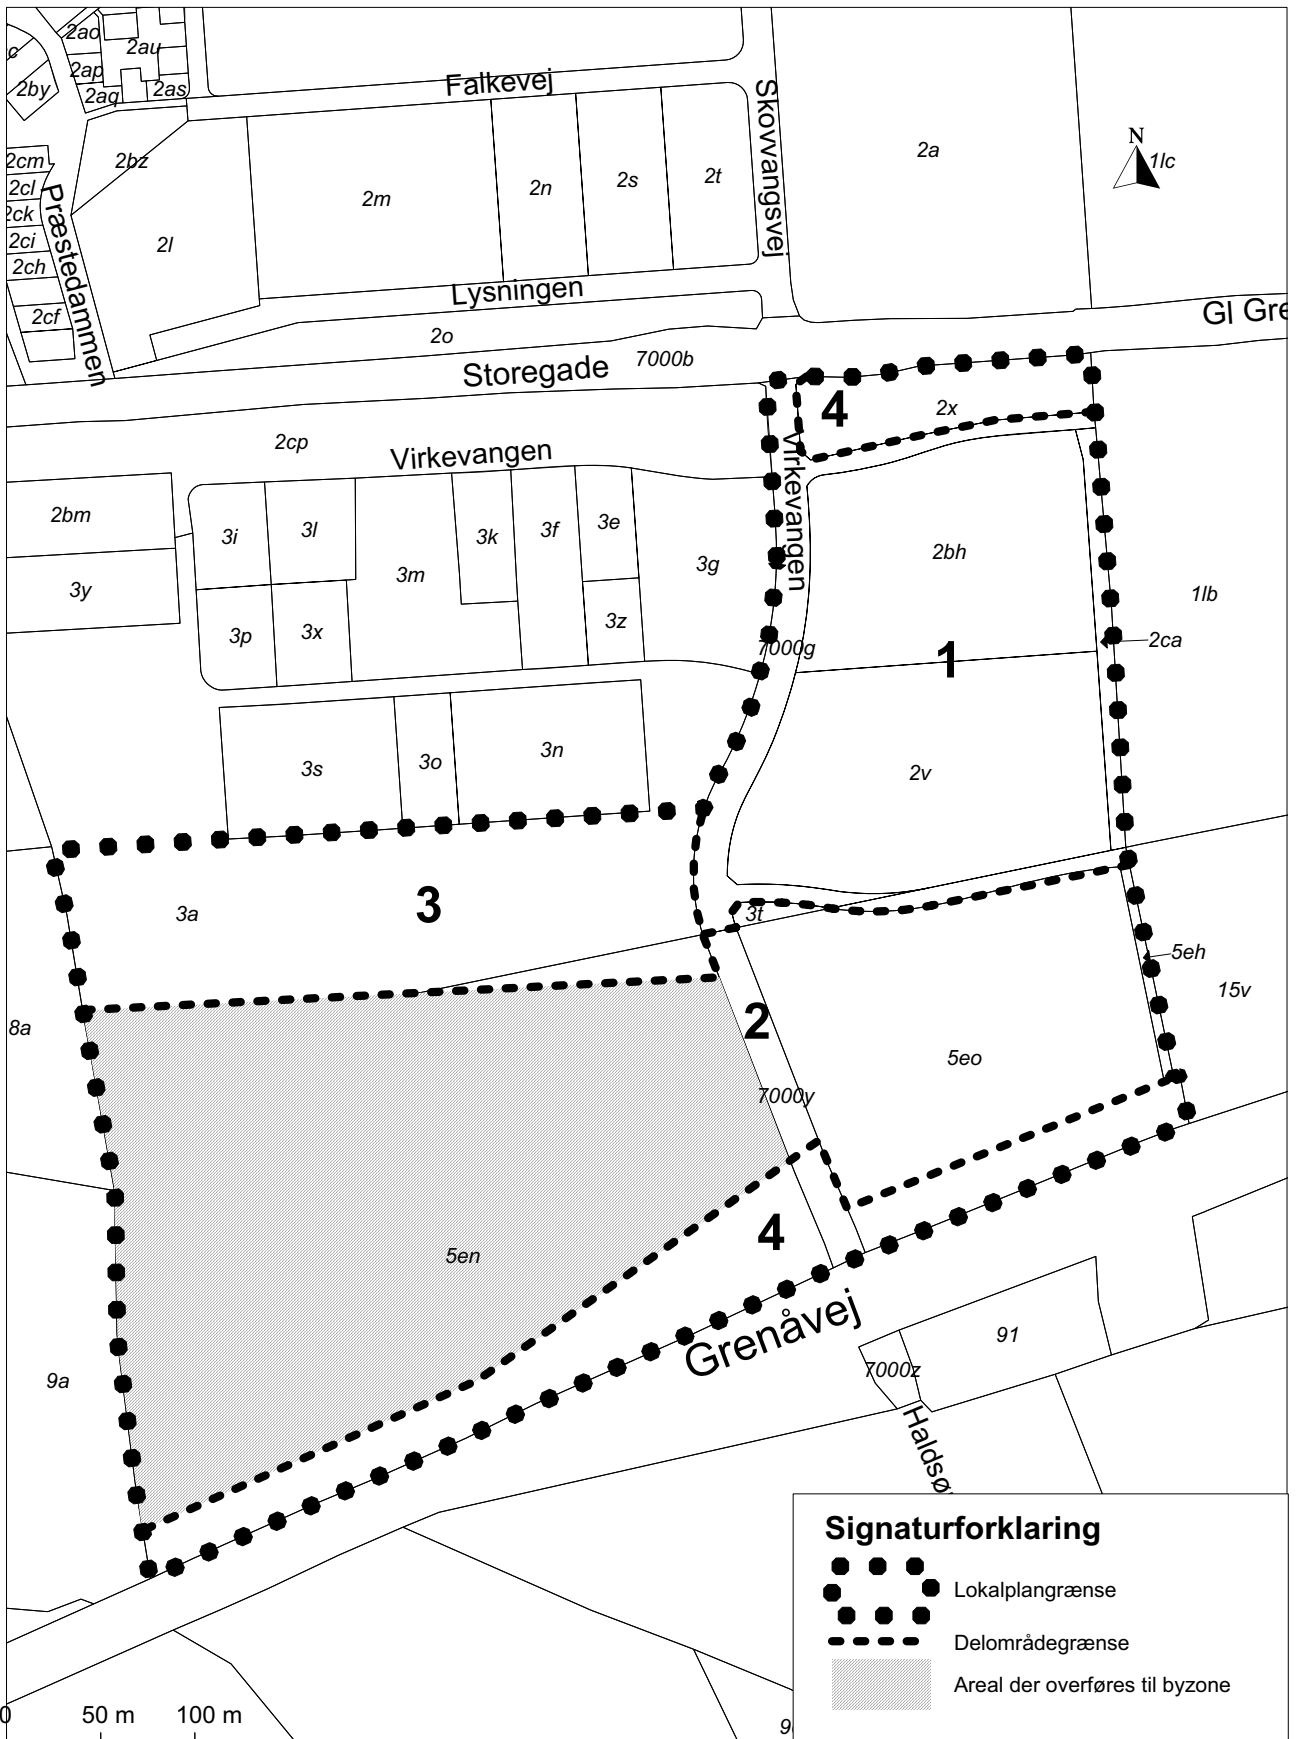 2ao
2au
c
2ap
2by
2aq
2as
Falkevej
Skovvangsvej
2a
N
1lc
2cm
2bz
2cl
2ck
2ci
2ch
2cf
Præstedammen
2l
2m
2n
2s
2t
Lysningen
2o
7000b
Storegade
Gl Gre
4
2x
2cp
Virkevangen
Virkevangen
2bm
3y
3i
3l
3m
3k
3f
3e
3g
3p
3x
3z
2bh
1lb
2ca
7000g
1
3s
3o
3n
2v
3a
3
3t
5eh
15v
8a
2
5eo
7000y
5en
4
Grenåvej
9a
91
7000z
Haldsø
Signaturforklaring
Lokalplangrænse
Delområdegrænse
Areal der overføres til byzone
0
50 m
100 m